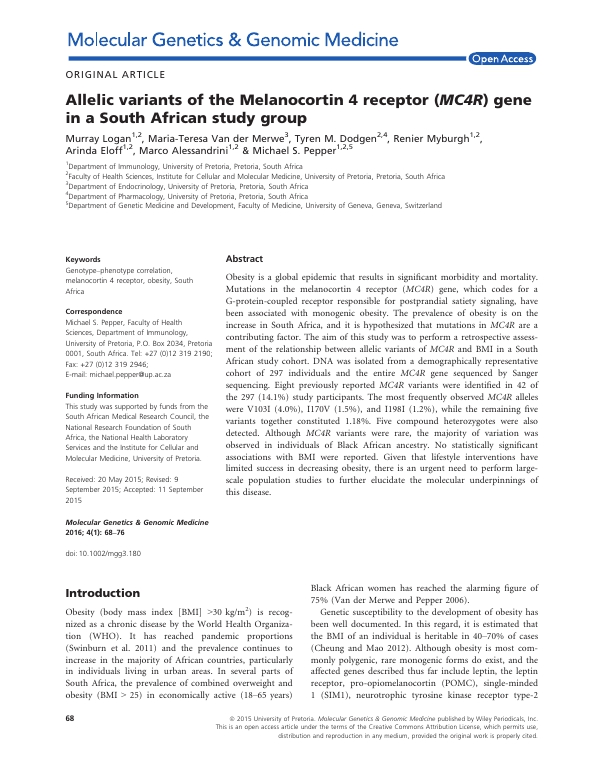 Molecular Genetics & Genomic Medicine
Open Access
ORIGINAL ARTICLE
Allelic variants of the Melanocortin 4 receptor (MC4R) gene
in a South African study group
Murray Logan1,2, Maria-Teresa Van der Merwe3, Tyren M. Dodgen2,4, Renier Myburgh1,2,
Arinda Eloff1,2, Marco Alessandrini1,2 & Michael S. Pepper1,2,5
1Department of Immunology, University of Pretoria, Pretoria, South Africa
2Faculty of Health Sciences, Institute for Cellular and Molecular Medicine, University of Pretoria, Pretoria, South Africa
3Department of Endocrinology, University of Pretoria, Pretoria, South Africa
4Department of Pharmacology, University of Pretoria, Pretoria, South Africa
5Department of Genetic Medicine and Development, Faculty of Medicine, University of Geneva, Geneva, Switzerland
Keywords
Genotype–phenotype correlation,
melanocortin 4 receptor, obesity, South
Africa
Correspondence
Michael S. Pepper, Faculty of Health
Sciences, Department of Immunology,
University of Pretoria, P.O. Box 2034, Pretoria
0001, South Africa. Tel: +27 (0)12 319 2190;
Fax: +27 (0)12 319 2946;
E-mail: michael.pepper@up.ac.za
Funding Information
This study was supported by funds from the
South African Medical Research Council, the
National Research Foundation of South
Africa, the National Health Laboratory
Services and the Institute for Cellular and
Molecular Medicine, University of Pretoria.
Received: 20 May 2015; Revised: 9
September 2015; Accepted: 11 September
2015
Molecular Genetics & Genomic Medicine
2016; 4(1): 68–76
doi: 10.1002/mgg3.180
Abstract
Obesity is a global epidemic that results in significant morbidity and mortality.
Mutations in the melanocortin 4 receptor (MC4R) gene, which codes for a
G-protein-coupled receptor responsible for postprandial satiety signaling, have
been associated with monogenic obesity. The prevalence of obesity is on the
increase in South Africa, and it is hypothesized that mutations in MC4R are a
contributing factor. The aim of this study was to perform a retrospective assess-
ment of the relationship between allelic variants of MC4R and BMI in a South
African study cohort. DNA was isolated from a demographically representative
cohort of 297 individuals and the entire MC4R gene sequenced by Sanger
sequencing. Eight previously reported MC4R variants were identified in 42 of
the 297 (14.1%) study participants. The most frequently observed MC4R alleles
were V103I (4.0%), I170V (1.5%), and I198I (1.2%), while the remaining five
variants together constituted 1.18%. Five compound heterozygotes were also
detected. Although MC4R variants were rare, the majority of variation was
observed in individuals of Black African ancestry. No statistically significant
associations with BMI were reported. Given that lifestyle interventions have
limited success in decreasing obesity, there is an urgent need to perform large-
scale population studies to further elucidate the molecular underpinnings of
this disease.
Introduction
Obesity (body mass index [BMI] >30 kg/m2) is recog-
nized as a chronic disease by the World Health Organiza-
tion (WHO). It has reached pandemic proportions
(Swinburn et al. 2011) and the prevalence continues to
increase in the majority of African countries, particularly
in individuals living in urban areas. In several parts of
South Africa, the prevalence of combined overweight and
obesity (BMI > 25) in economically active (18–65 years)
Black African women has reached the alarming figure of
75% (Van der Merwe and Pepper 2006).
Genetic susceptibility to the development of obesity has
been well documented. In this regard, it is estimated that
the BMI of an individual is heritable in 40–70% of cases
(Cheung and Mao 2012). Although obesity is most com-
monly polygenic, rare monogenic forms do exist, and the
affected genes described thus far include leptin, the leptin
receptor, pro-opiomelanocortin (POMC), single-minded
1 (SIM1), neurotrophic tyrosine kinase receptor type-2
68
© 2015 University of Pretoria. Molecular Genetics & Genomic Medicine published by Wiley Periodicals, Inc.
This is an open access article under the terms of the Creative Commons Attribution License, which permits use,
distribution and reproduction in any medium, provided the original work is properly cited.